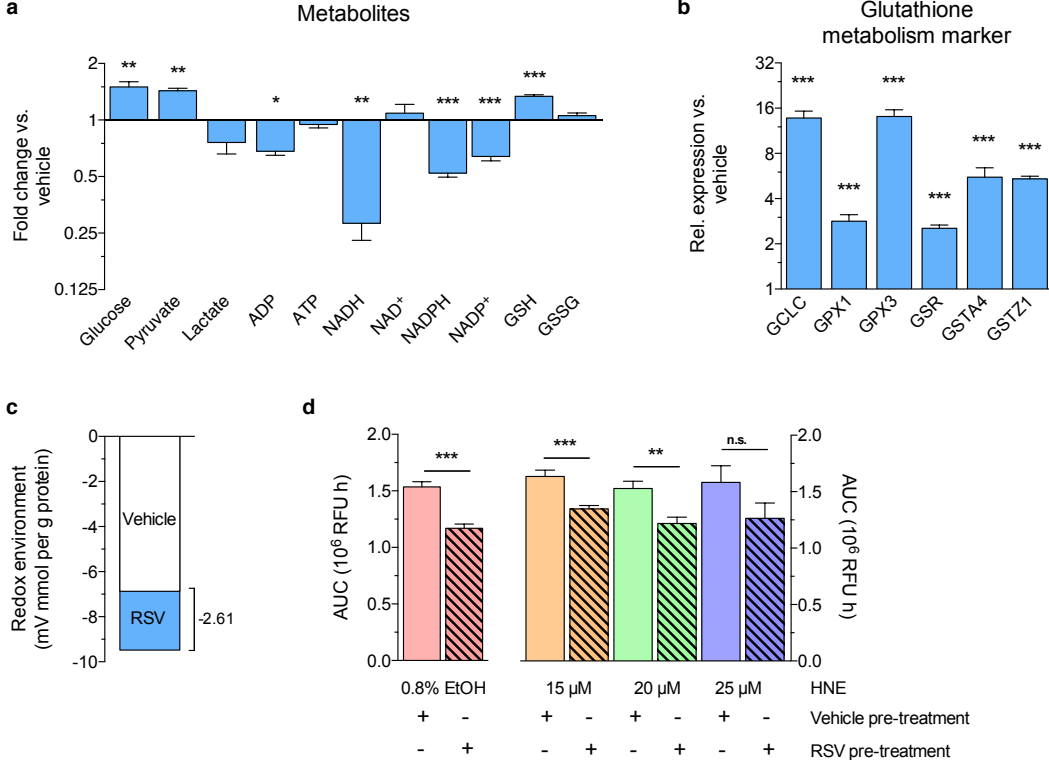 a
Metabolites
Fold change vs.
vehicle
2
1
0.5
0.25
0.125
** ** * ** *** *** ***
Glucose Pyruvate Lactate ADP ATP NADH NAD⁺ NADPH NADP⁺ GSH GSSG
b
Glutathione
metabolism marker
Rel. expression vs.
vehicle
32
16
8
4
2
1
*** *** *** *** *** ***
GCLC GPX1 GPX3 GSR GSTA4 GSTZ1
c
Redox environment
(mV mmol per g protein)
0
-2
-4
-6
-8
-10
Vehicle
RSV
-2.61
d
AUC (10⁶ RFU h)
2.0
1.5
1.0
0.5
0.0
*** *** ** n.s.
2.0
1.5
1.0
0.5
0.0
AUC (10⁶ RFU h)
0.8% EtOH 15 µM 20 µM 25 µM HNE
+ - + - + - + - Vehicle pre-treatment
- + - + - + - + RSV pre-treatment